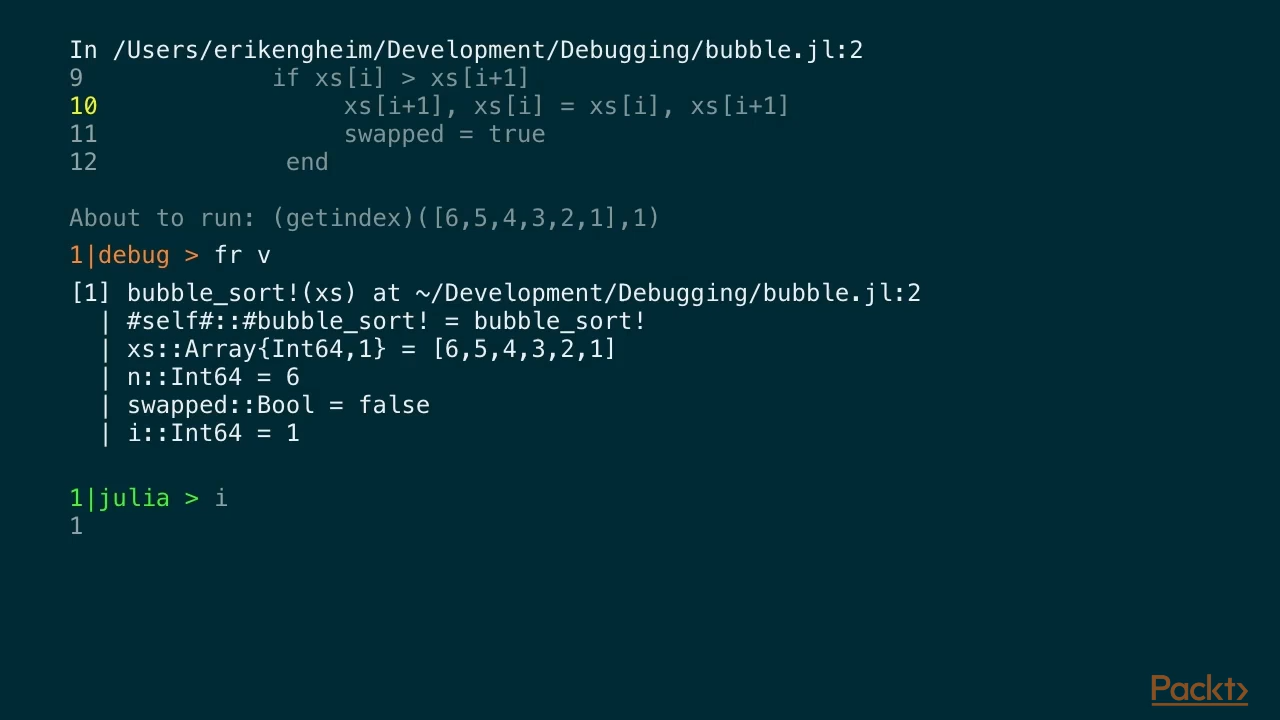 In /Users/erikengheim/Development/Debugging/bubble.jl:2
9 if xs[i] > xs[i+1]
10 xs[i+1], xs[i] = xs[i], xs[i+1]
11 swapped = true
12 end
About to run: (getindex)([6,5,4,3,2,1],1)
1|debug > fr v
[1] bubble_sort!(xs) at ~/Development/Debugging/bubble.jl:2
| #self#::#bubble_sort! = bubble_sort!
| xs::Array{Int64,1} = [6,5,4,3,2,1]
| n::Int64 = 6
| swapped::Bool = false
| i::Int64 = 1
1|julia > i
1
Packt>